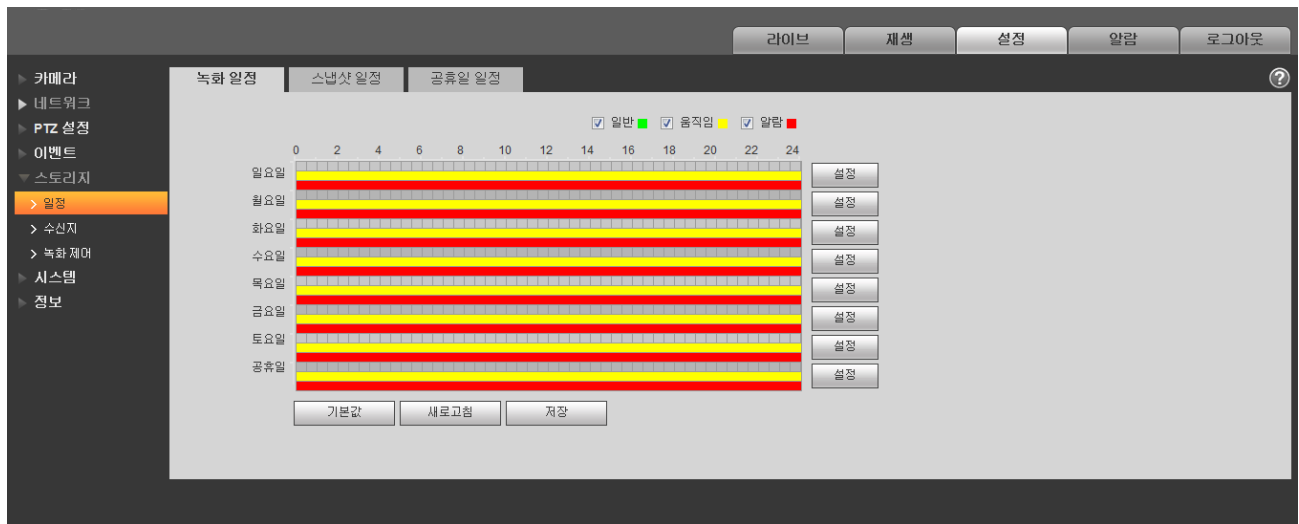 라이브 재생 설정 알람 로그아웃
카메라
네트워크
PTZ 설정
이벤트
스토리지
일정
수신지
녹화 제어
시스템
정보
녹화 일정 스냅샷 일정 공휴일 일정
일반 움직임 알람
0 2 4 6 8 10 12 14 16 18 20 22 24
일요일 설정
월요일 설정
화요일 설정
수요일 설정
목요일 설정
금요일 설정
토요일 설정
공휴일 설정
기본값 새로고침 저장